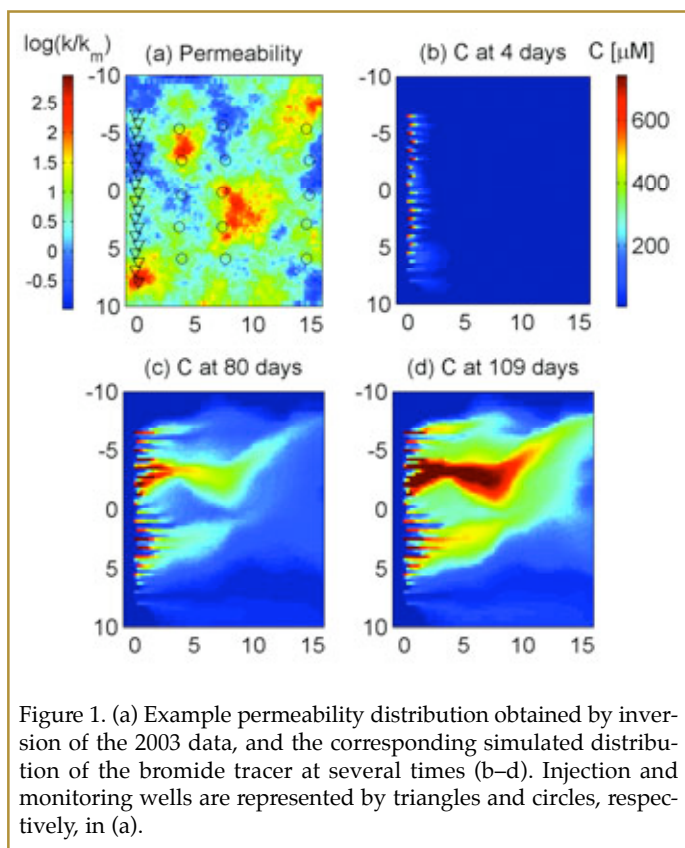 log(k/km)
(a) Permeability
(b) C at 4 days
C [µM]
-10
-5
0
5
10
2.5
2
1.5
1
0.5
0
-0.5
0 5 10 15
-10
-5
0
5
10
0 5 10 15
600
400
200
(c) C at 80 days
(d) C at 109 days
-10
-5
0
5
10
0 5 10 15
-10
-5
0
5
10
0 5 10 15
Figure 1. (a) Example permeability distribution obtained by inver-
sion of the 2003 data, and the corresponding simulated distribu-
tion of the bromide tracer at several times (b–d). Injection and
monitoring wells are represented by triangles and circles, respec-
tively, in (a).